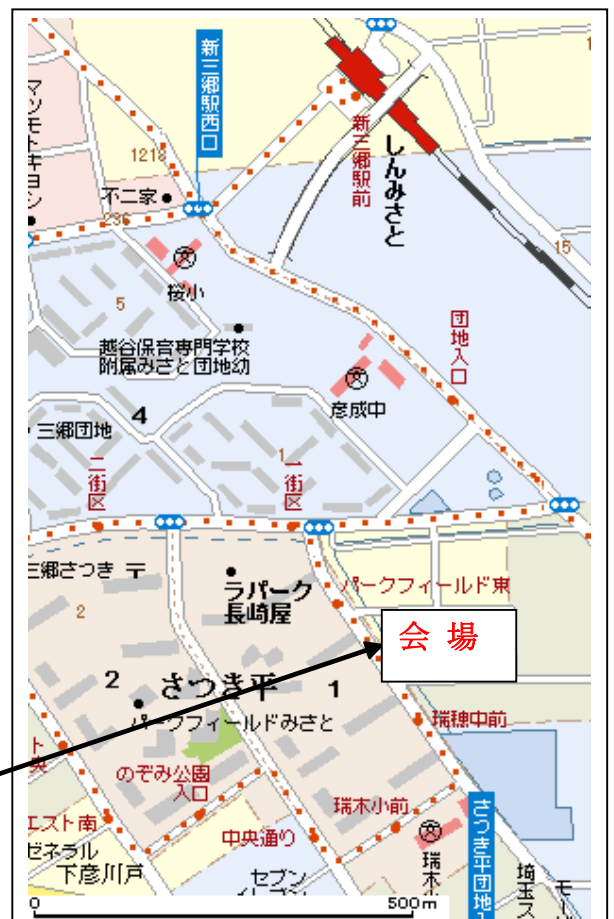 新三郷駅西口
マツモトキヨシ
1218
不二家
236
新三郷駅前
しんみさと
15
桜小
5
越谷保育専門学校
附属みさと団地幼
団地入口
彦成中
4
三郷団地
1
二街区
一街区
三郷さつき
ラパーク
長崎屋
パークフィールド東
2
会 場
2
さつき平
1
パークフィールドみさと
瑞穂中前
のぞみ公園
入口
瑞木小前
エスト南
中央通り
さつき平団地
ゼネラル
下彦川戸
セブン
瑞木
埼玉ス
0
500m